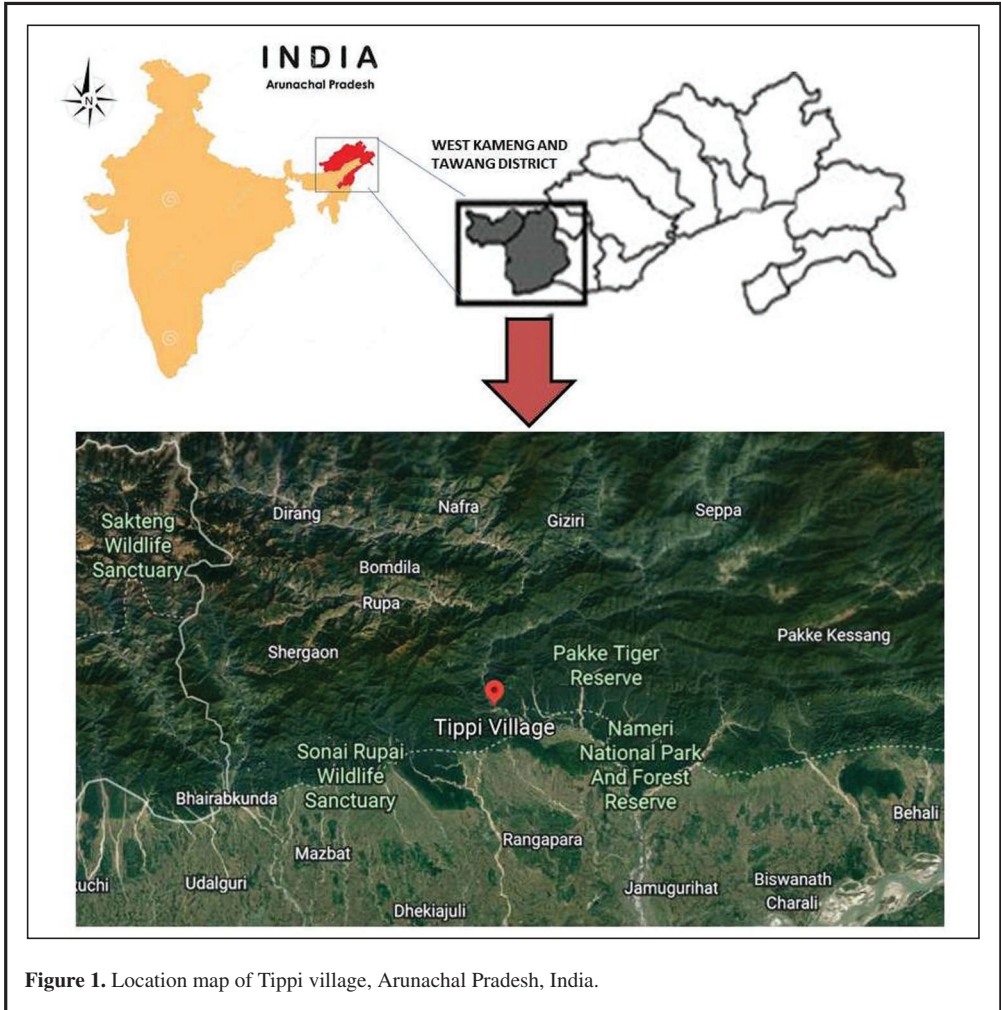 INDIA
Arunachal Pradesh
N
WEST KAMENG AND
TAWANG DISTRICT
Sakteng
Wildlife
Sanctuary
Dirang
Nafra
Giziri
Seppa
Bomdila
Rupa
Shergaon
Pakke Kessang
Pakke Tiger
Reserve
Tippi Village
Nameri
National Park
And Forest
Reserve
Sonai Rupai
Wildlife
Sanctuary
Bhairabkunda
Behali
Rangapara
Mazbat
uchi
Udalguri
Jamugurihat
Biswanath
Charali
Dhekiajuli
Figure 1. Location map of Tippi village, Arunachal Pradesh, India.